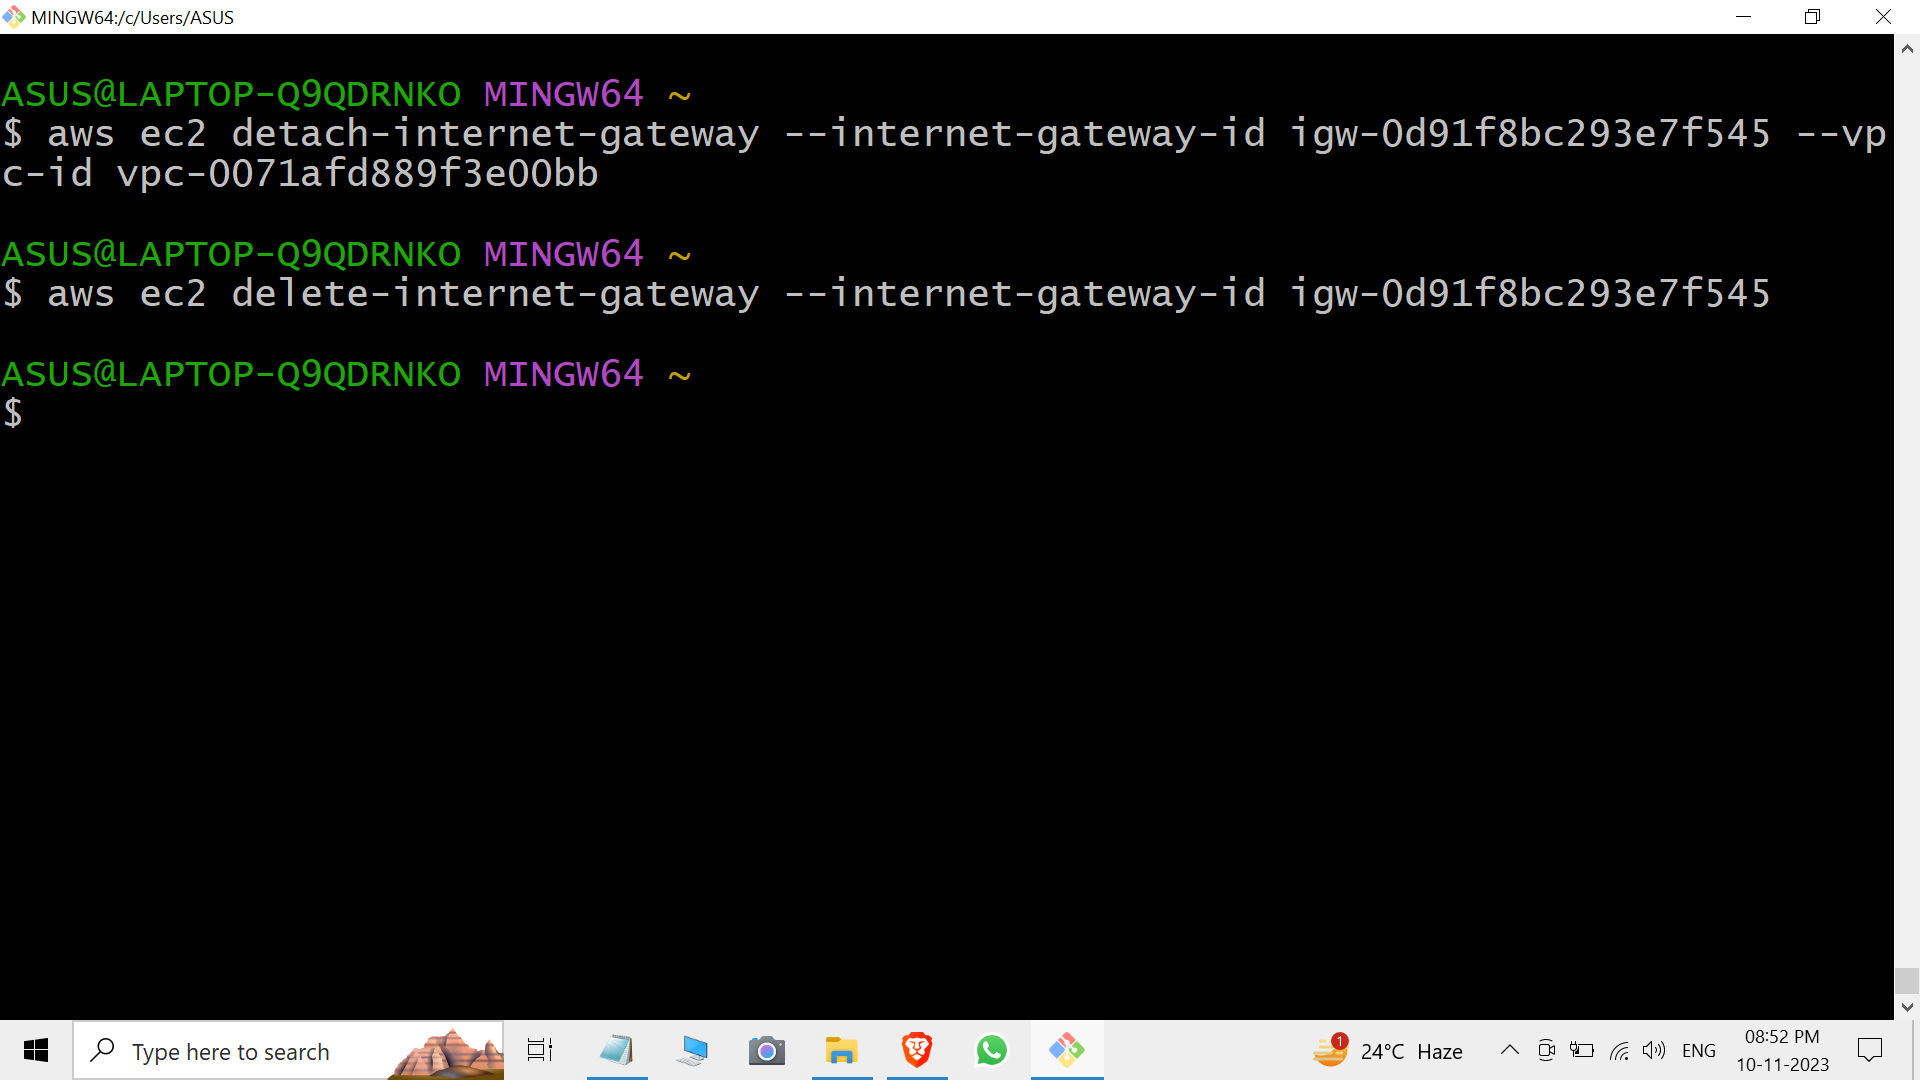 MINGW64:/c/Users/ASUS
ASUS@LAPTOP-Q9QDRNKO MINGW64 ~
$ aws ec2 detach-internet-gateway --internet-gateway-id igw-0d91f8bc293e7f545 --vp
c-id vpc-0071afd889f3e00bb
ASUS@LAPTOP-Q9QDRNKO MINGW64 ~
$ aws ec2 delete-internet-gateway --internet-gateway-id igw-0d91f8bc293e7f545
ASUS@LAPTOP-Q9QDRNKO MINGW64 ~
$
Type here to search
1
24°C Haze
ENG
08:52 PM
10-11-2023